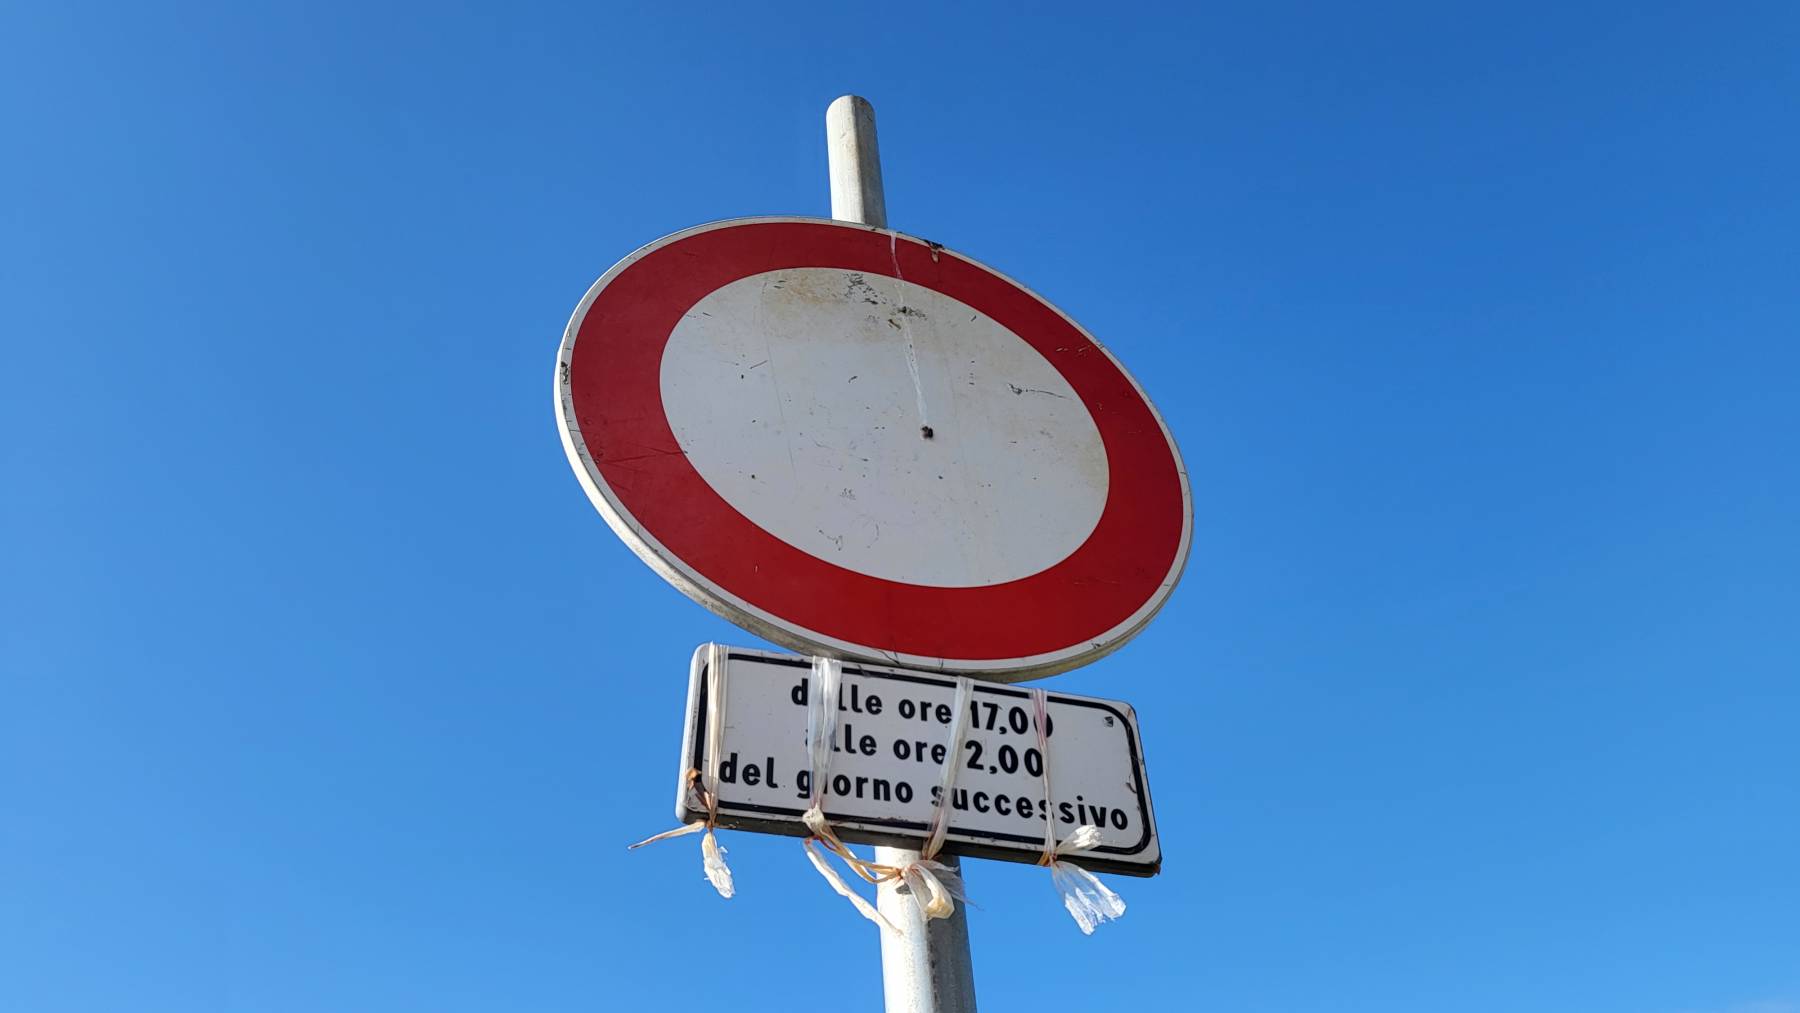 dalle ore 17,00
alle ore 2,00
del giorno successivo